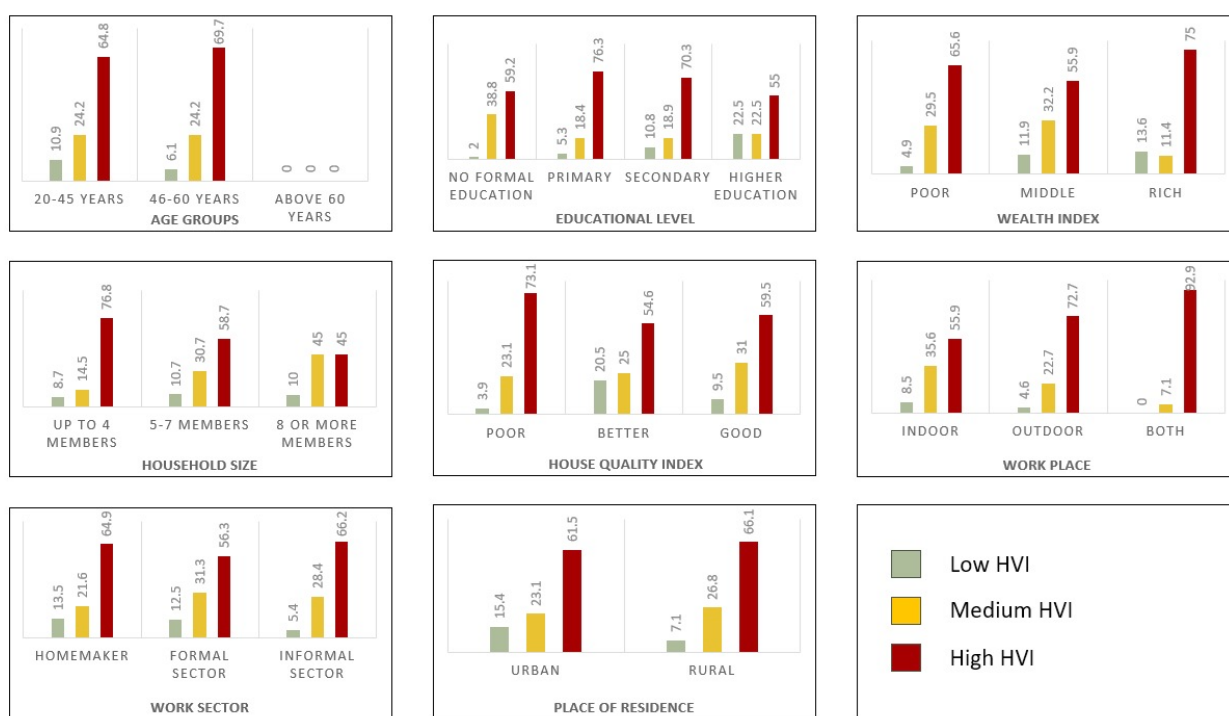 10.9 24.2 64.8 6.1 24.2 69.7 0 0 0
20-45 YEARS 46-60 YEARS ABOVE 60
YEARS
AGE GROUPS
2 38.8 59.2 5.3 18.4 76.3 10.8 18.9 70.3 22.5 22.5 55
NO FORMAL PRIMARY SECONDARY HIGHER
EDUCATION EDUCATION
EDUCATIONAL LEVEL
4.9 29.5 65.6 11.9 32.2 55.9 13.6 11.4 75
POOR MIDDLE RICH
WEALTH INDEX
8.7 14.5 76.8 10.7 30.7 58.7 10 45 45
UP TO 4 5-7 MEMBERS 8 OR MORE
MEMBERS MEMBERS
HOUSEHOLD SIZE
3.9 23.1 73.1 20.5 25 54.6 9.5 31 59.5
POOR BETTER GOOD
HOUSE QUALITY INDEX
8.5 35.6 55.9 4.6 22.7 72.7 0 7.1 92.9
INDOOR OUTDOOR BOTH
WORK PLACE
13.5 21.6 64.9 12.5 31.3 56.3 5.4 28.4 66.2
HOMEMAKER FORMAL INFORMAL
SECTOR SECTOR
WORK SECTOR
15.4 23.1 61.5 7.1 26.8 66.1
URBAN RURAL
PLACE OF RESIDENCE
Low HVI
Medium HVI
High HVI